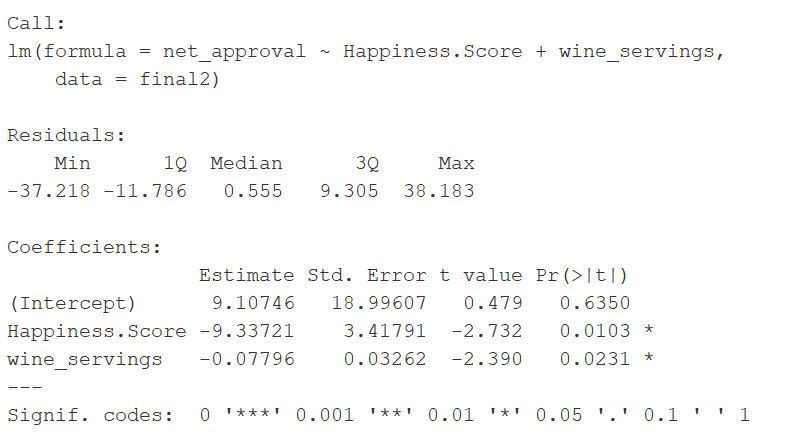 Call:
lm(formula = net_approval ~ Happiness.Score + wine_servings,
    data = final2)
Residuals:
    Min      1Q  Median      3Q     Max
-37.218 -11.786   0.555   9.305  38.183
Coefficients:
                Estimate Std. Error t value Pr(>|t|)
(Intercept)      9.10746   18.99607   0.479   0.6350
Happiness.Score -9.33721    3.41791  -2.732   0.0103 *
wine_servings   -0.07796    0.03262  -2.390   0.0231 *
---
Signif. codes:  0 '***' 0.001 '**' 0.01 '*' 0.05 '.' 0.1 ' ' 1